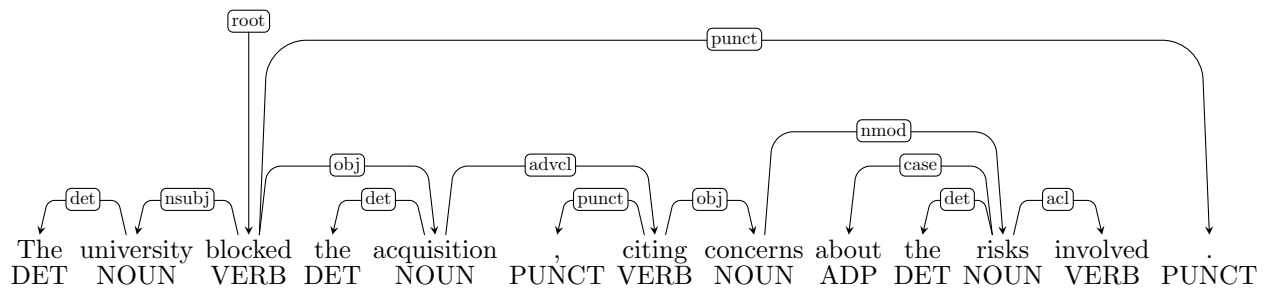 root
punct
nmod
obj advcl case
det nsubj det punct obj det acl
The university blocked the acquisition , citing concerns about the risks involved .
DET NOUN VERB DET NOUN PUNCT VERB NOUN ADP DET NOUN VERB PUNCT